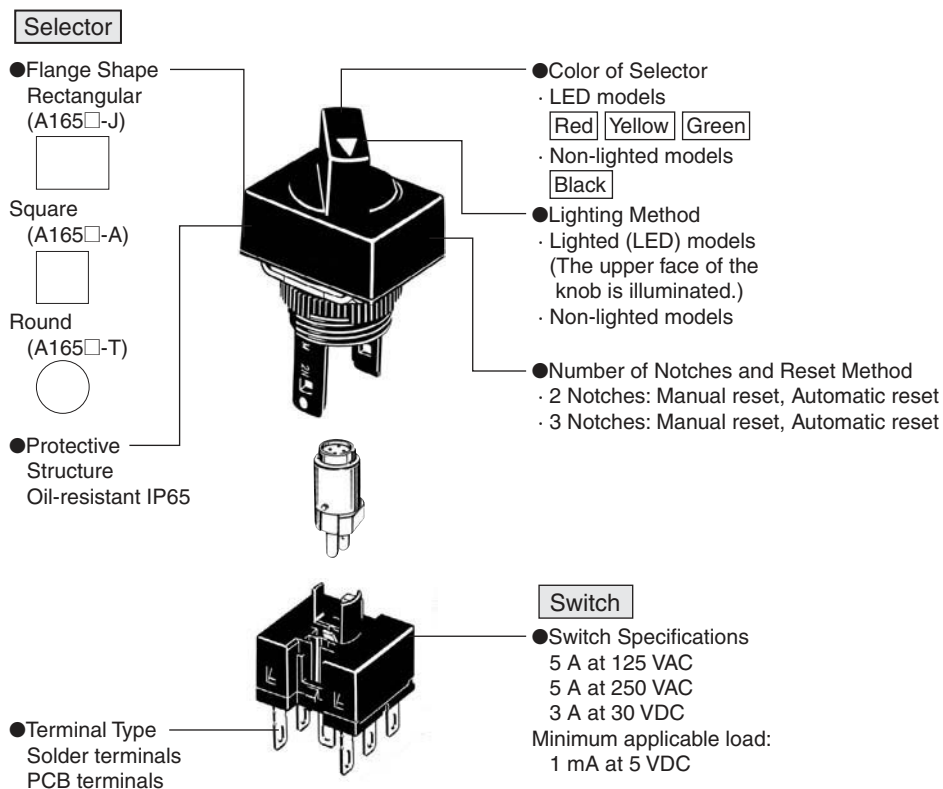 Selector
●Flange Shape
Rectangular
(A165□-J)
Square
(A165□-A)
Round
(A165□-T)
●Protective
Structure
Oil-resistant IP65
●Color of Selector
· LED models
Red Yellow Green
· Non-lighted models
Black
●Lighting Method
· Lighted (LED) models
(The upper face of the
knob is illuminated.)
· Non-lighted models
●Number of Notches and Reset Method
· 2 Notches: Manual reset, Automatic reset
· 3 Notches: Manual reset, Automatic reset
Switch
●Switch Specifications
5 A at 125 VAC
5 A at 250 VAC
3 A at 30 VDC
Minimum applicable load:
1 mA at 5 VDC
●Terminal Type
Solder terminals
PCB terminals